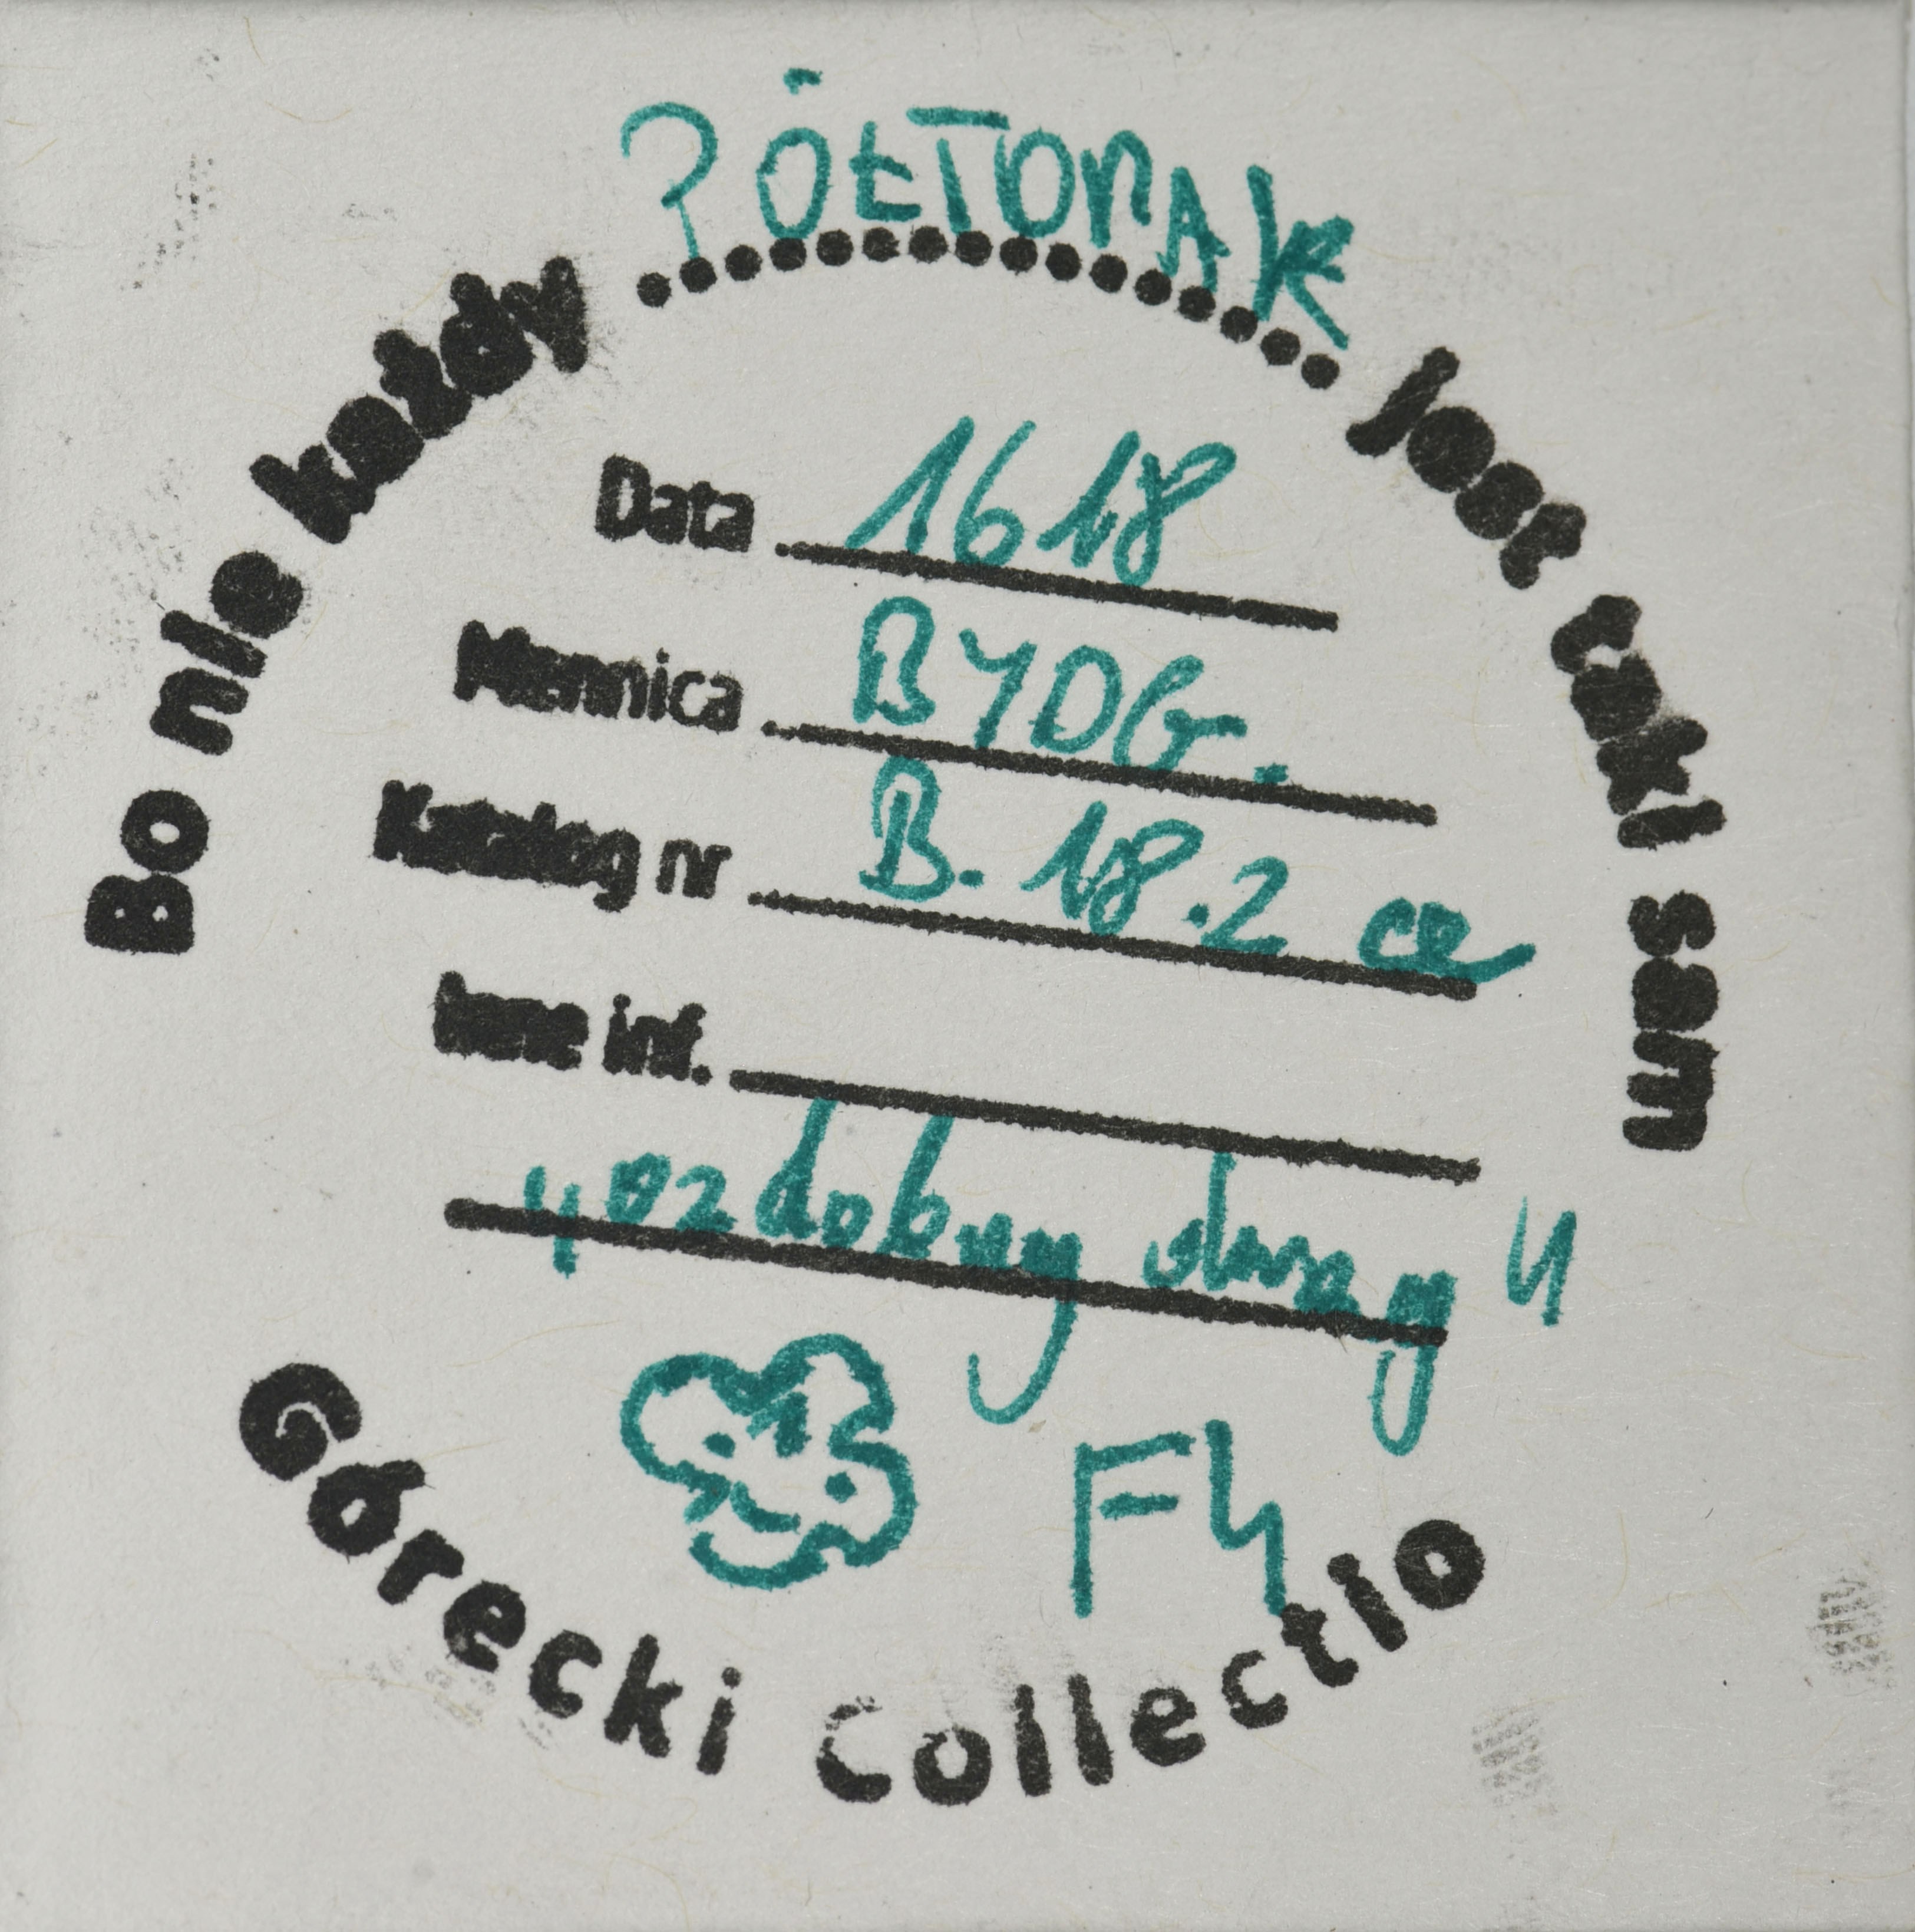 Bo nie każdy PÓŁTORAK jest taki sam
Data 1618
Mennica BYDG.
Katalog nr B.18.2 ce
Inne inf.
„ozdobny duży"
F4
Górecki Collectio